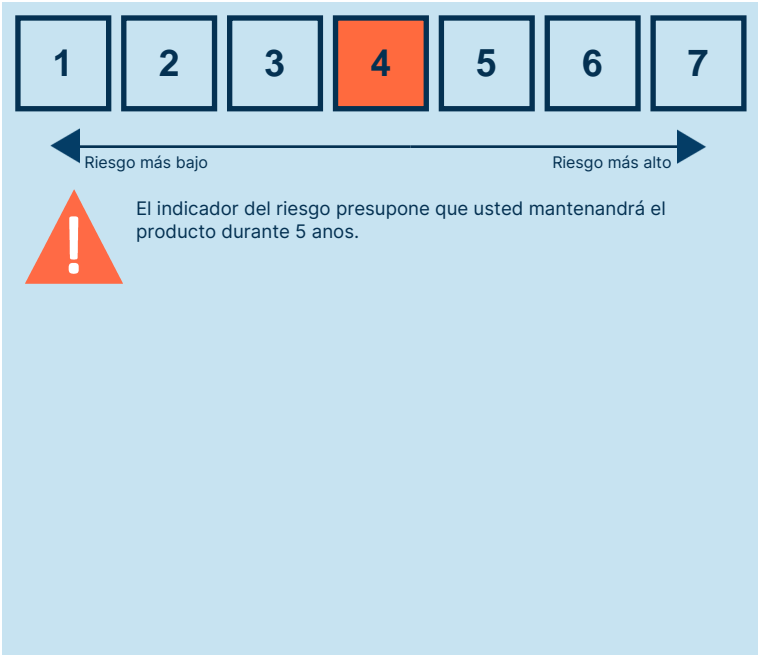 1 2 3 4 5 6 7
Riesgo más bajo Riesgo más alto
El indicador del riesgo presupone que usted mantenandrá el
producto durante 5 anos.